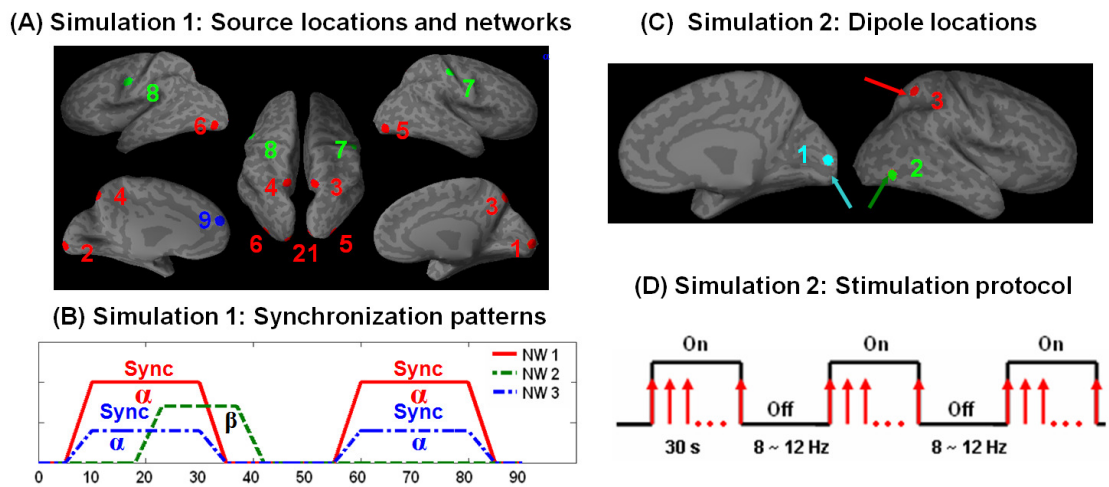 (A) Simulation 1: Source locations and networks
8
6
7
5
8
7
4
3
6
21
5
4
9
2
3
1
(B) Simulation 1: Synchronization patterns
Sync
α
Sync
α
β
Sync
α
Sync
α
NW 1
NW 2
NW 3
0 10 20 30 40 50 60 70 80 90
(C) Simulation 2: Dipole locations
1
3
2
(D) Simulation 2: Stimulation protocol
On On On
Off Off
30 s 8 ~ 12 Hz 8 ~ 12 Hz